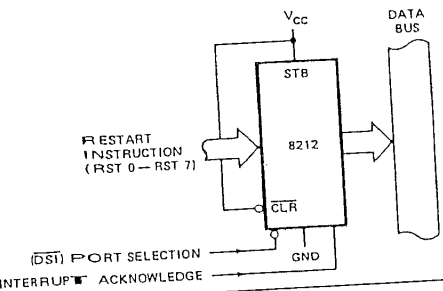 VCC
DATA
BUS
STB
RESTART
INSTRUCTION
(RST 0 — RST 7)
8212
CLR
(DS1) PORT SELECTION
GND
INTERRUPT ACKNOWLEDGE